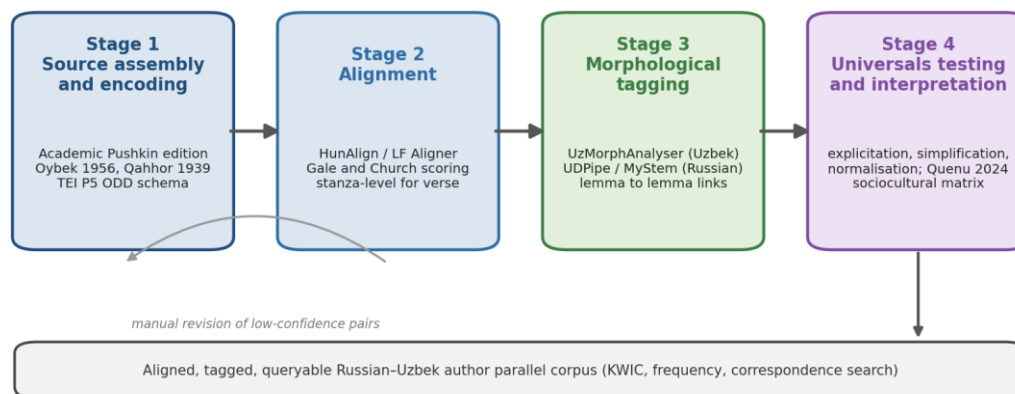 Stage 1
Source assembly
and encoding
Academic Pushkin edition
Oybek 1956, Qahhor 1939
TEI P5 ODD schema
Stage 2
Alignment
HunAlign / LF Aligner
Gale and Church scoring
stanza-level for verse
Stage 3
Morphological
tagging
UzMorphAnalyser (Uzbek)
UDPipe / MyStem (Russian)
lemma to lemma links
Stage 4
Universals testing
and interpretation
explicitation, simplification,
normalisation; Quenu 2024
sociocultural matrix
manual revision of low-confidence pairs
Aligned, tagged, queryable Russian–Uzbek author parallel corpus (KWIC, frequency, correspondence search)